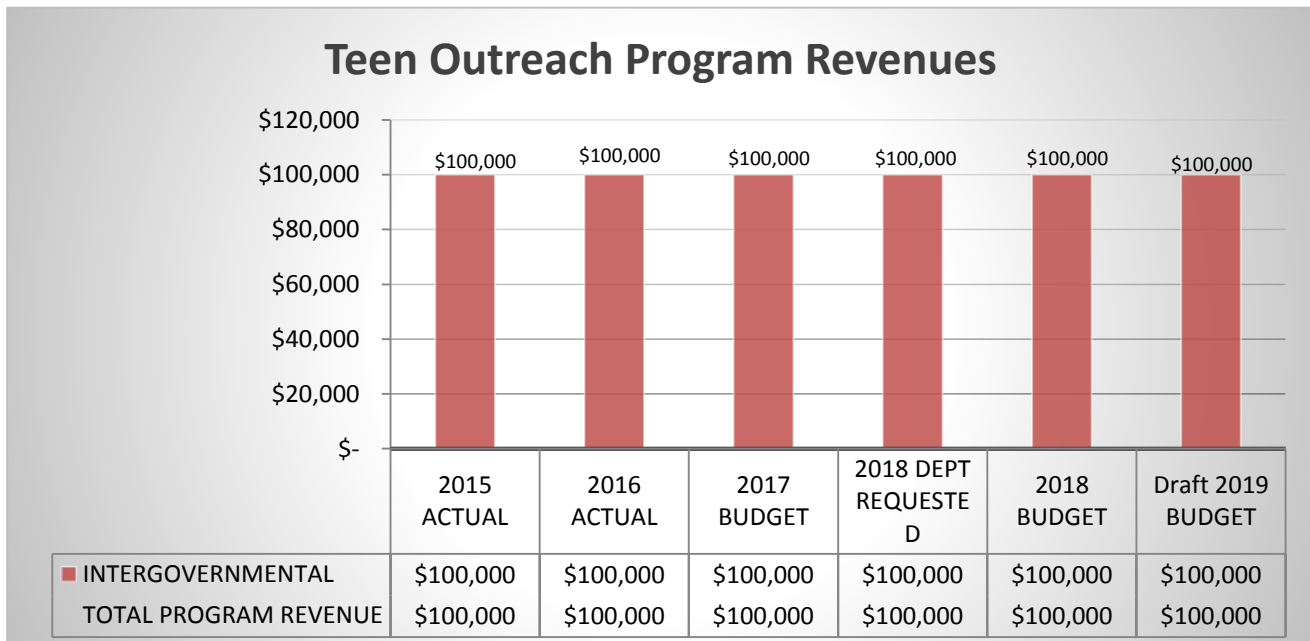 Teen Outreach Program Revenues
$120,000
$100,000
$80,000
$60,000
$40,000
$20,000
$-
$100,000 $100,000 $100,000 $100,000 $100,000 $100,000
2015 ACTUAL
2016 ACTUAL
2017 BUDGET
2018 DEPT REQUESTE D
2018 BUDGET
Draft 2019 BUDGET
INTERGOVERNMENTAL $100,000 $100,000 $100,000 $100,000 $100,000 $100,000
TOTAL PROGRAM REVENUE $100,000 $100,000 $100,000 $100,000 $100,000 $100,000